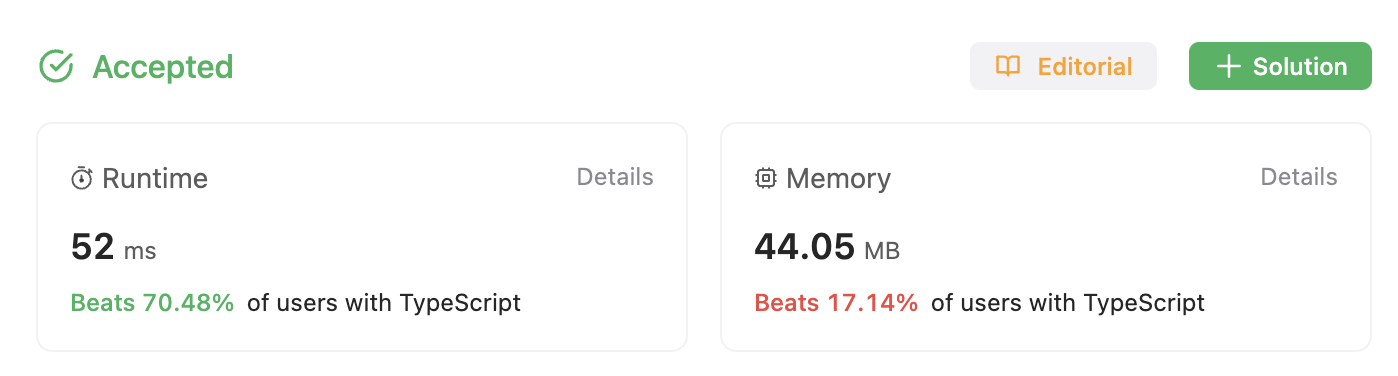 Accepted
Editorial
Solution
Runtime
Details
52 ms
Beats 70.48% of users with TypeScript
Memory
Details
44.05 MB
Beats 17.14% of users with TypeScript